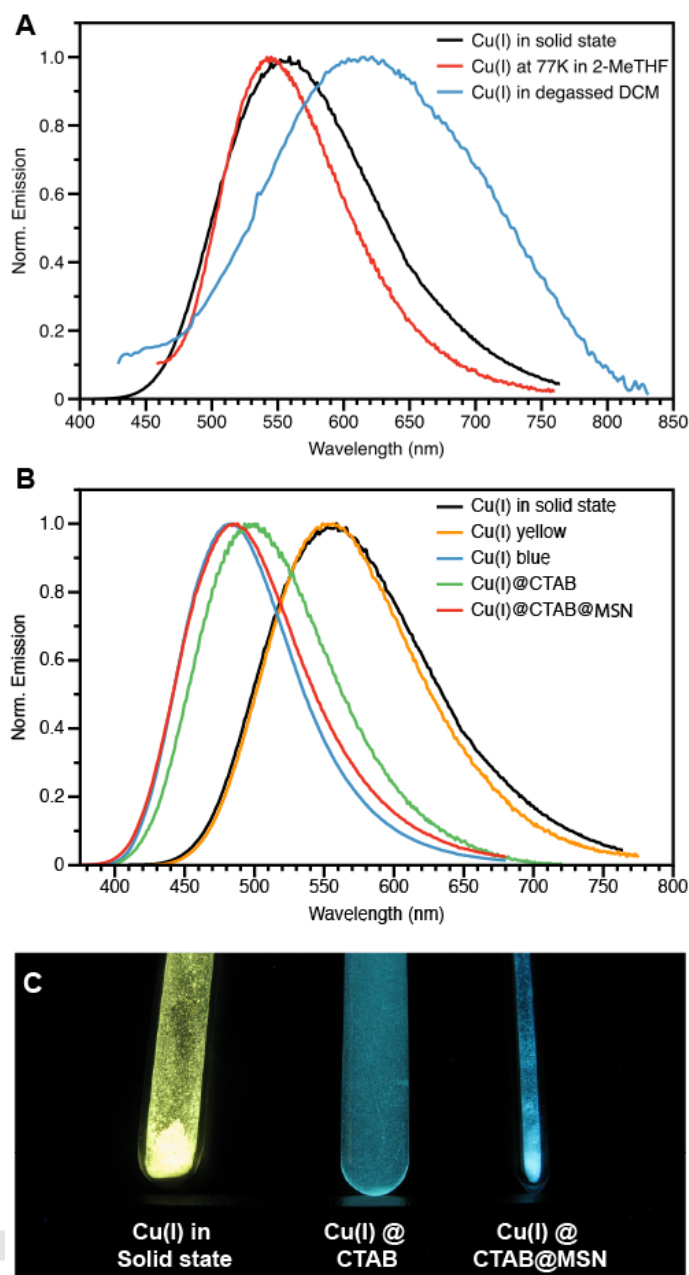 A
Cu(I) in solid state
Cu(I) at 77K in 2-MeTHF
Cu(I) in degassed DCM
1.0
0.8
0.6
0.4
0.2
0
Norm. Emission
400 450 500 550 600 650 700 750 800 850
Wavelength (nm)
B
Cu(I) in solid state
Cu(I) yellow
Cu(I) blue
Cu(I)@CTAB
Cu(I)@CTAB@MSN
1.0
0.8
0.6
0.4
0.2
0
Norm. Emission
400 450 500 550 600 650 700 750 800
Wavelength (nm)
C
Cu(I) in
Solid state
Cu(I) @
CTAB
Cu(I) @
CTAB@MSN